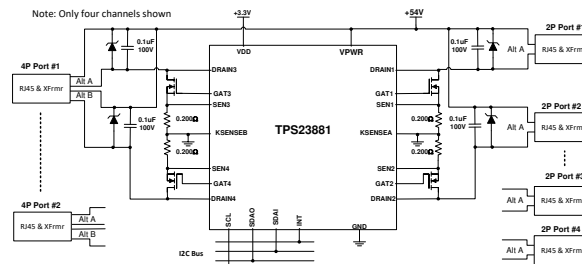 Note: Only four channels shown
+3.3V
+54V
2P Port #1
4P Port #1
RJ45 & XFrmr
Alt A
Alt B
0.1uF
100V
0.1uF
100V
VDD
VPWR
DRAIN3
GAT3
SEN3
0.200Ω
KSENSEB
0.200Ω
SEN4
GAT4
DRAIN4
TPS23881
DRAIN1
GAT1
SEN1
0.200Ω
KSENSEA
0.200Ω
SEN2
GAT2
DRAIN2
0.1uF
100V
0.1uF
100V
Alt A
RJ45 & XFrmr
2P Port #2
Alt A
RJ45 & XFrmr
2P Port #3
Alt A
RJ45 & XFrmr
2P Port #4
Alt A
RJ45 & XFrmr
4P Port #2
RJ45 & XFrmr
Alt A
Alt B
SCL
SDAO
SDAI
INT
GND
I2C Bus